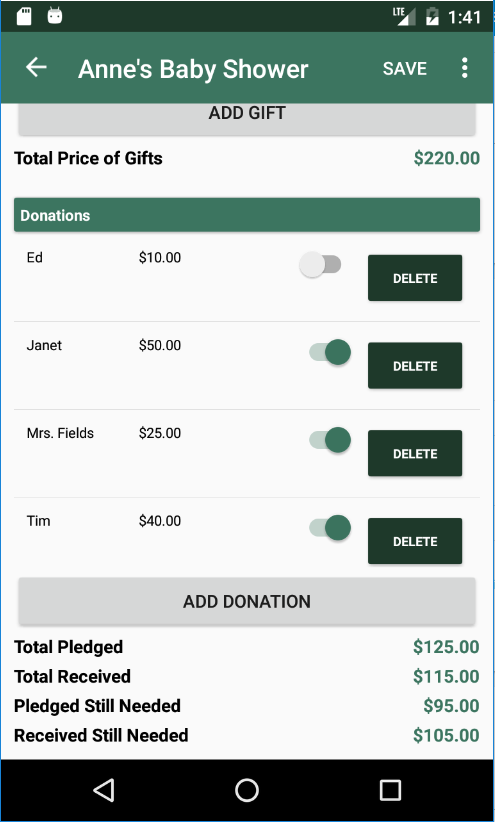 LTE 1:41
Anne's Baby Shower SAVE
ADD GIFT
Total Price of Gifts $220.00
Donations
Ed $10.00 DELETE
Janet $50.00 DELETE
Mrs. Fields $25.00 DELETE
Tim $40.00 DELETE
ADD DONATION
Total Pledged $125.00
Total Received $115.00
Pledged Still Needed $95.00
Received Still Needed $105.00